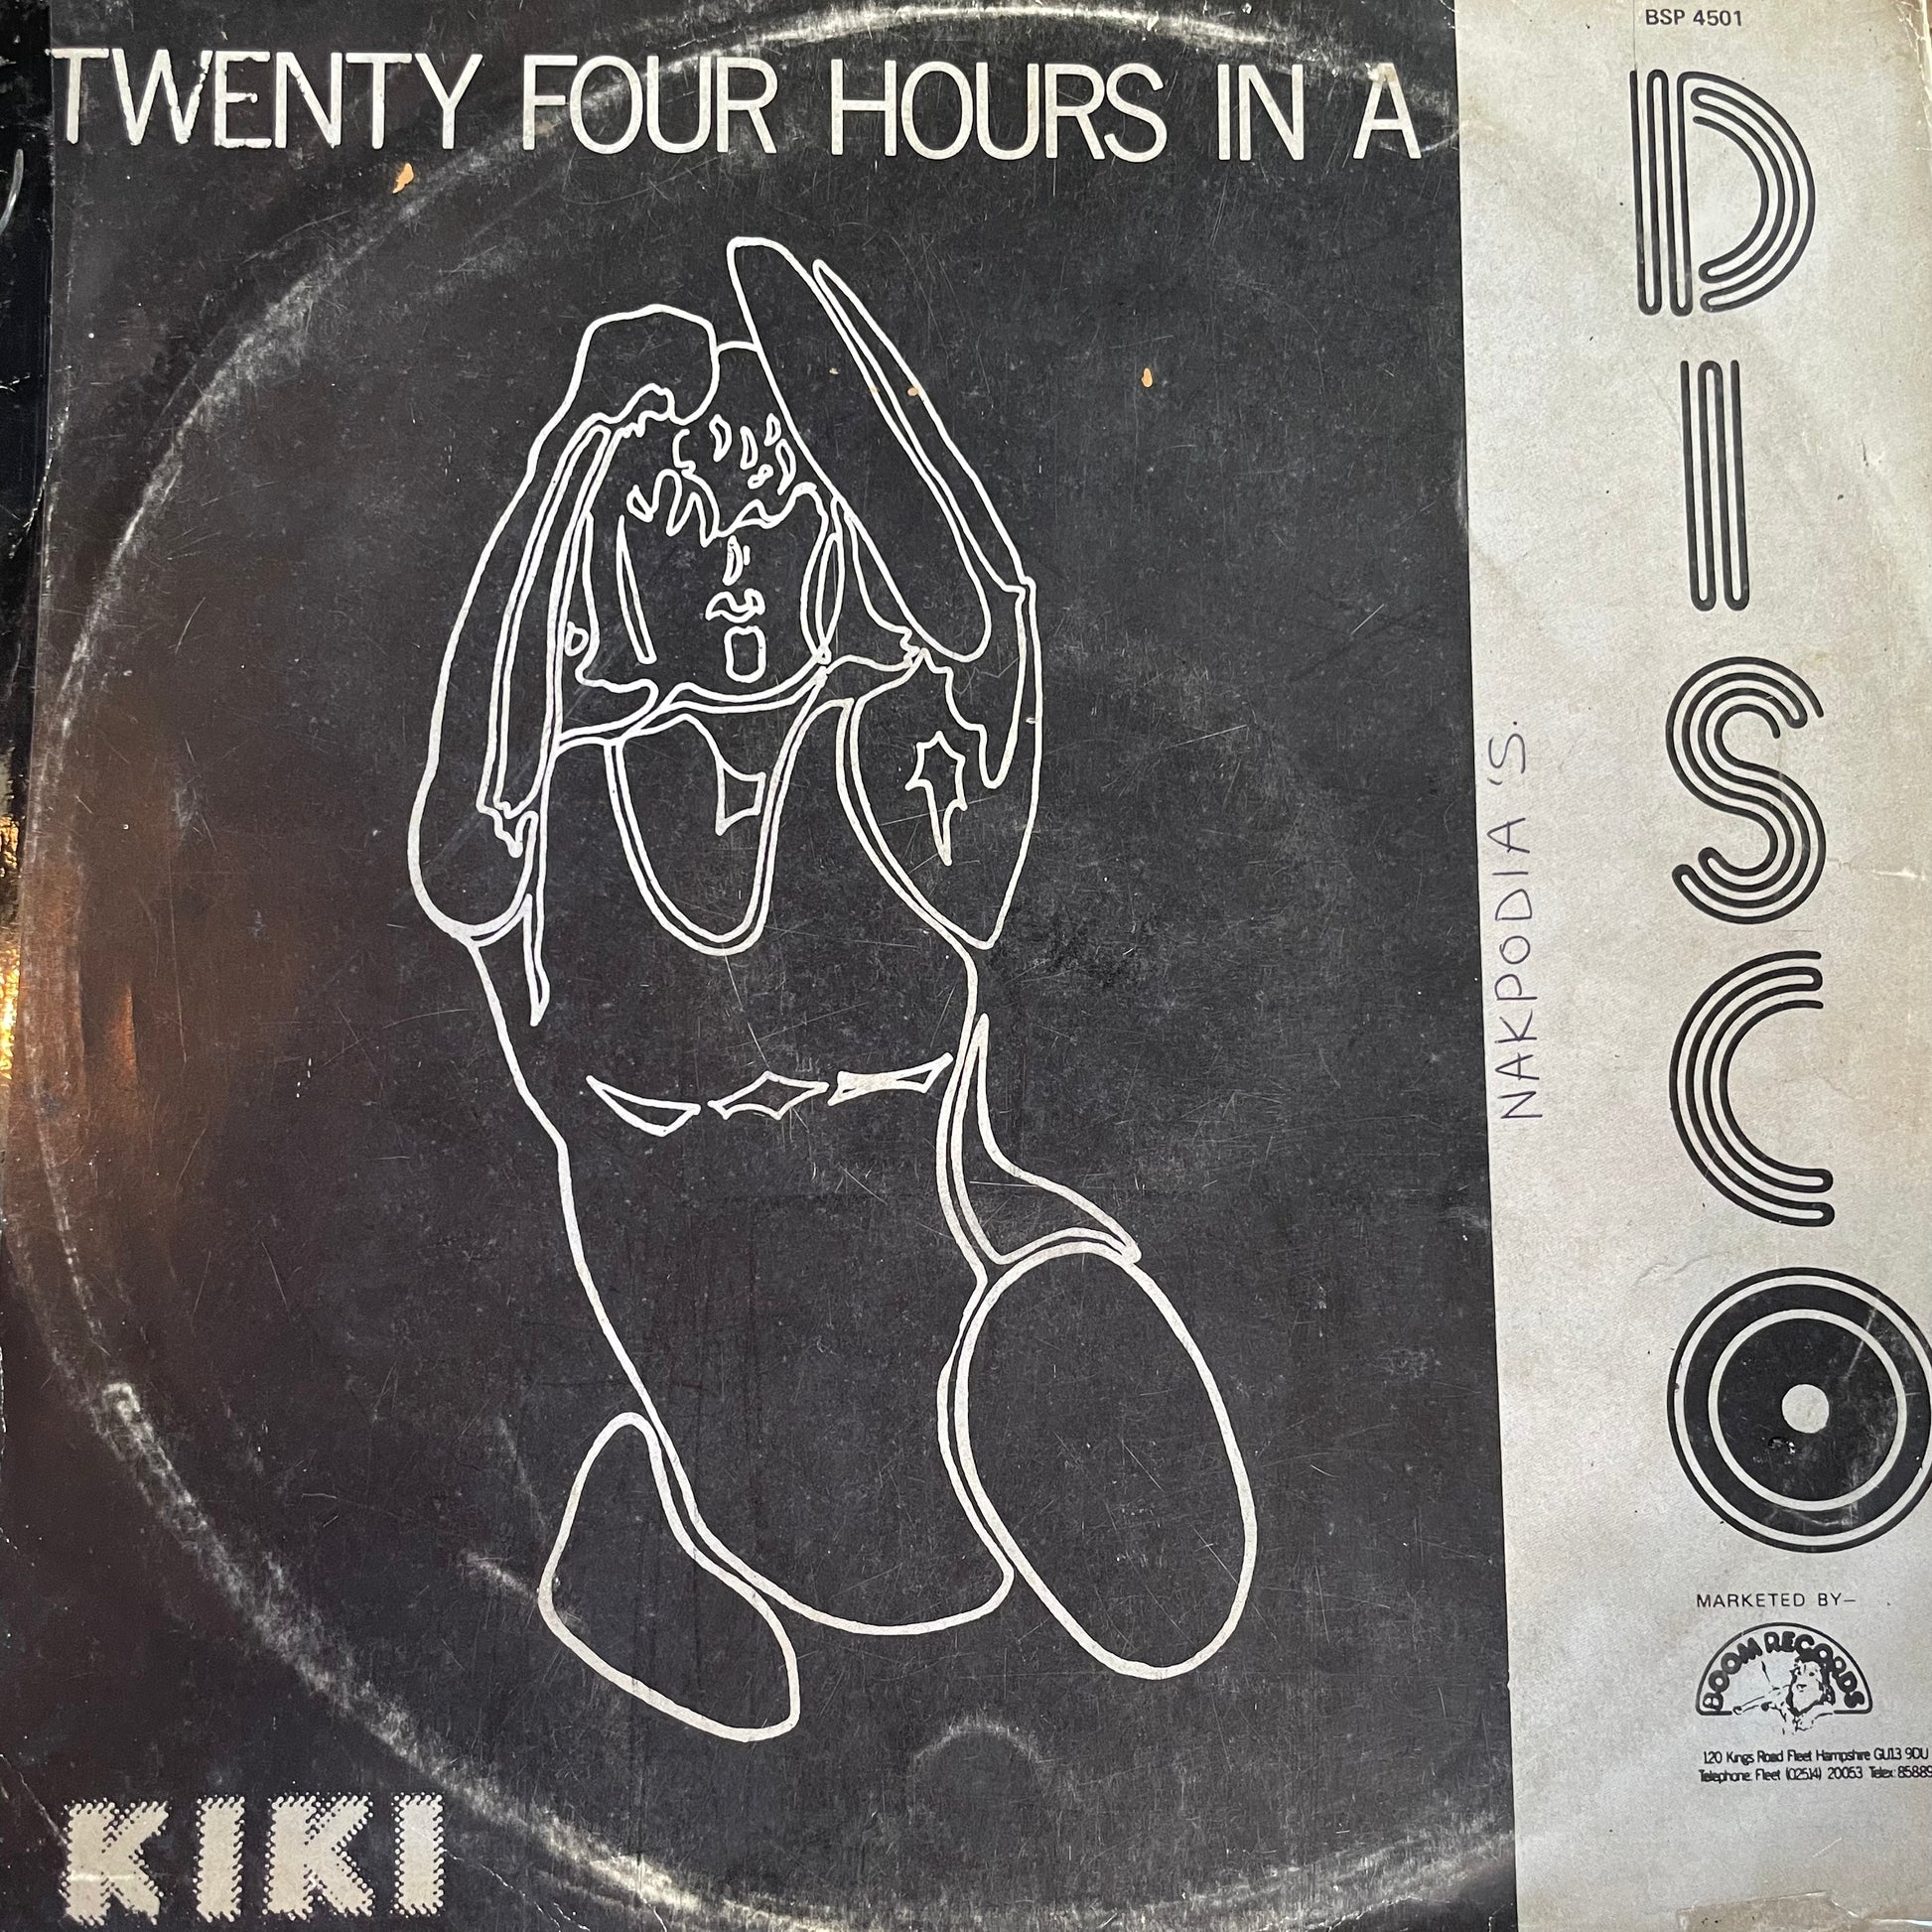 BSP 4501
TWENTY FOUR HOURS IN A
DISCO
NAKPODIA'S.
KIKI
MARKETED BY—
BOOM RECORDS
120 Kings Road Fleet Hampshire GU13 9DU
Telephone: Fleet (02514) 20053 Telex: 85889